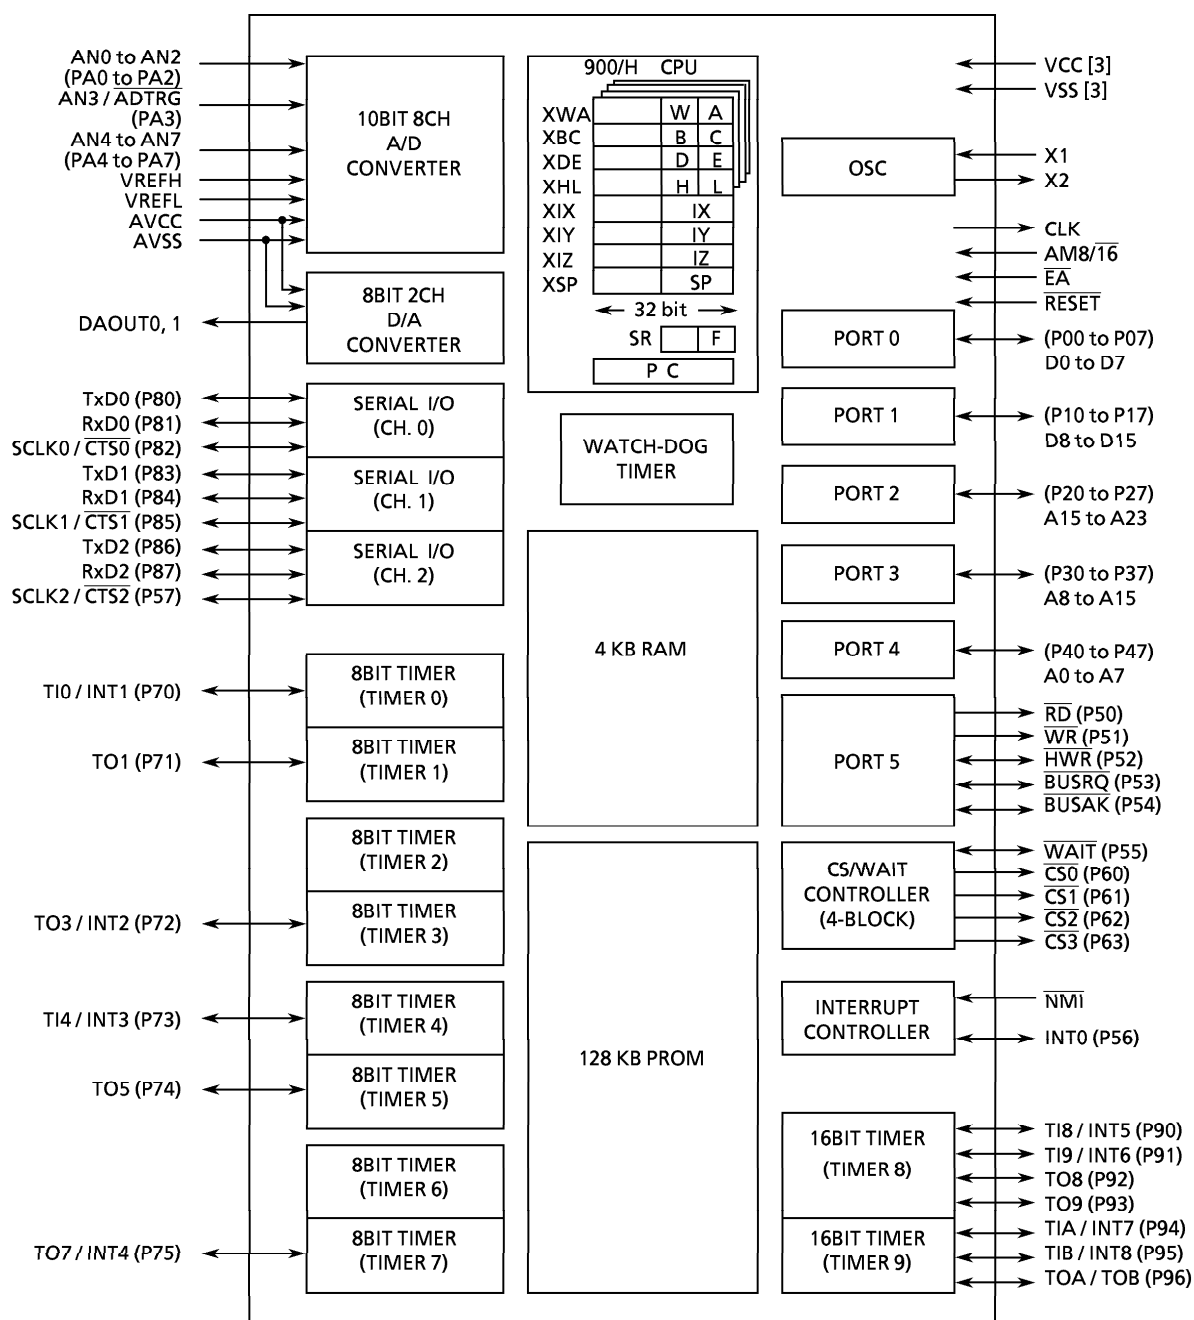 AN0 to AN2
(PA0 to PA2)
AN3 / ADTRG
(PA3)
AN4 to AN7
(PA4 to PA7)
VREFH
VREFL
AVCC
AVSS
DAOUT0, 1
TxD0 (P80)
RxD0 (P81)
SCLK0 / CTS0 (P82)
TxD1 (P83)
RxD1 (P84)
SCLK1 / CTS1 (P85)
TxD2 (P86)
RxD2 (P87)
SCLK2 / CTS2 (P57)
TI0 / INT1 (P70)
TO1 (P71)
TO3 / INT2 (P72)
TI4 / INT3 (P73)
TO5 (P74)
TO7 / INT4 (P75)
10BIT 8CH
A/D
CONVERTER
8BIT 2CH
D/A
CONVERTER
SERIAL I/O
(CH. 0)
SERIAL I/O
(CH. 1)
SERIAL I/O
(CH. 2)
8BIT TIMER
(TIMER 0)
8BIT TIMER
(TIMER 1)
8BIT TIMER
(TIMER 2)
8BIT TIMER
(TIMER 3)
8BIT TIMER
(TIMER 4)
8BIT TIMER
(TIMER 5)
8BIT TIMER
(TIMER 6)
8BIT TIMER
(TIMER 7)
900/H CPU
XWA W A
XBC B C
XDE D E
XHL H L
XIX IX
XIY IY
XIZ IZ
XSP SP
32 bit
SR F
P C
WATCH-DOG
TIMER
4 KB RAM
128 KB PROM
OSC
PORT 0
PORT 1
PORT 2
PORT 3
PORT 4
PORT 5
CS/WAIT
CONTROLLER
(4-BLOCK)
INTERRUPT
CONTROLLER
16BIT TIMER
(TIMER 8)
16BIT TIMER
(TIMER 9)
VCC [3]
VSS [3]
X1
X2
CLK
AM8/16
EA
RESET
(P00 to P07)
D0 to D7
(P10 to P17)
D8 to D15
(P20 to P27)
A15 to A23
(P30 to P37)
A8 to A15
(P40 to P47)
A0 to A7
RD (P50)
WR (P51)
HWR (P52)
BUSRQ (P53)
BUSAK (P54)
WAIT (P55)
CS0 (P60)
CS1 (P61)
CS2 (P62)
CS3 (P63)
NMI
INT0 (P56)
TI8 / INT5 (P90)
TI9 / INT6 (P91)
TO8 (P92)
TO9 (P93)
TIA / INT7 (P94)
TIB / INT8 (P95)
TOA / TOB (P96)